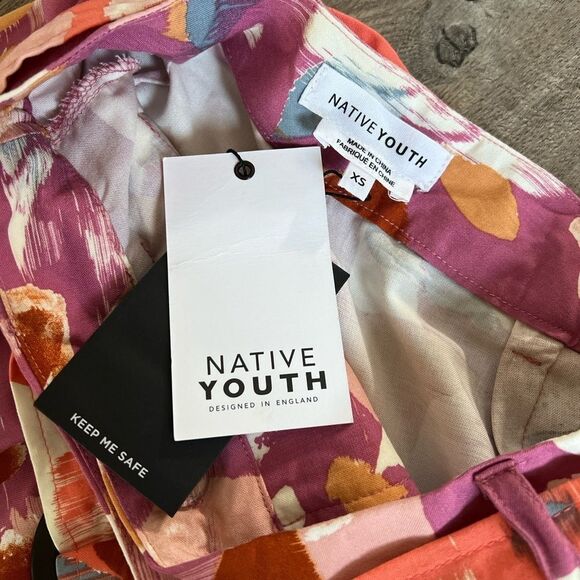 NATIVE YOUTH
MADE IN CHINA
FABRIQUÉ EN CHINE
XS
NATIVE
YOUTH
DESIGNED IN ENGLAND
KEEP ME SAFE